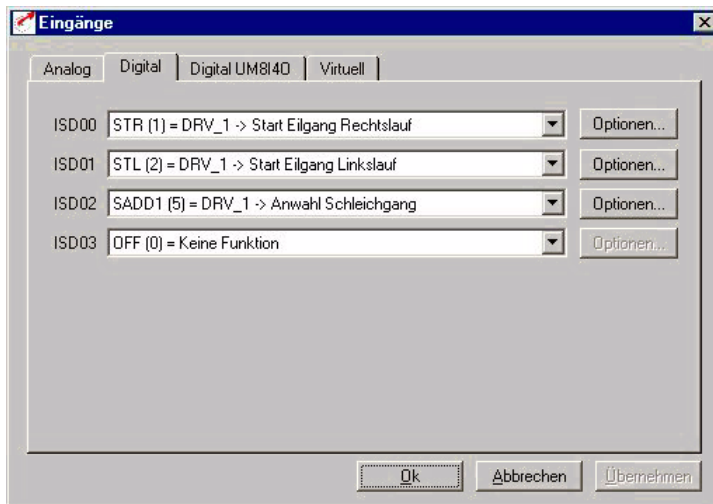 Eingänge
Analog Digital Digital UM8I4O Virtuell
ISD00 STR (1) = DRV_1 -> Start Eilgang Rechtslauf Optionen...
ISD01 STL (2) = DRV_1 -> Start Eilgang Linkslauf Optionen...
ISD02 SADD1 (5) = DRV_1 -> Anwahl Schleichgang Optionen...
ISD03 OFF (0) = Keine Funktion Optionen...
Ok Abbrechen Übernehmen